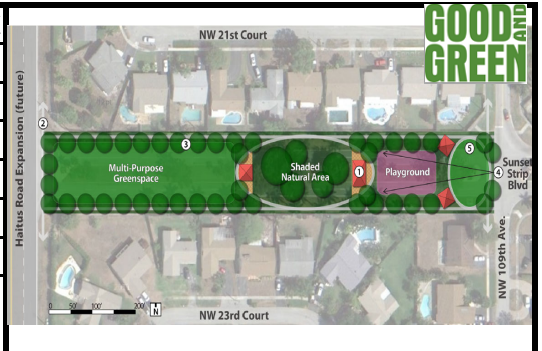 GOOD AND
GREEN
NW 21st Court
Haitus Road Expansion (future)
2
3
5
Multi-Purpose
Greenspace
Shaded
Natural Area
1
Playground
4
Sunset
Strip
Blvd
NW 109th Ave.
0 50' 100' 200'
N
NW 23rd Court